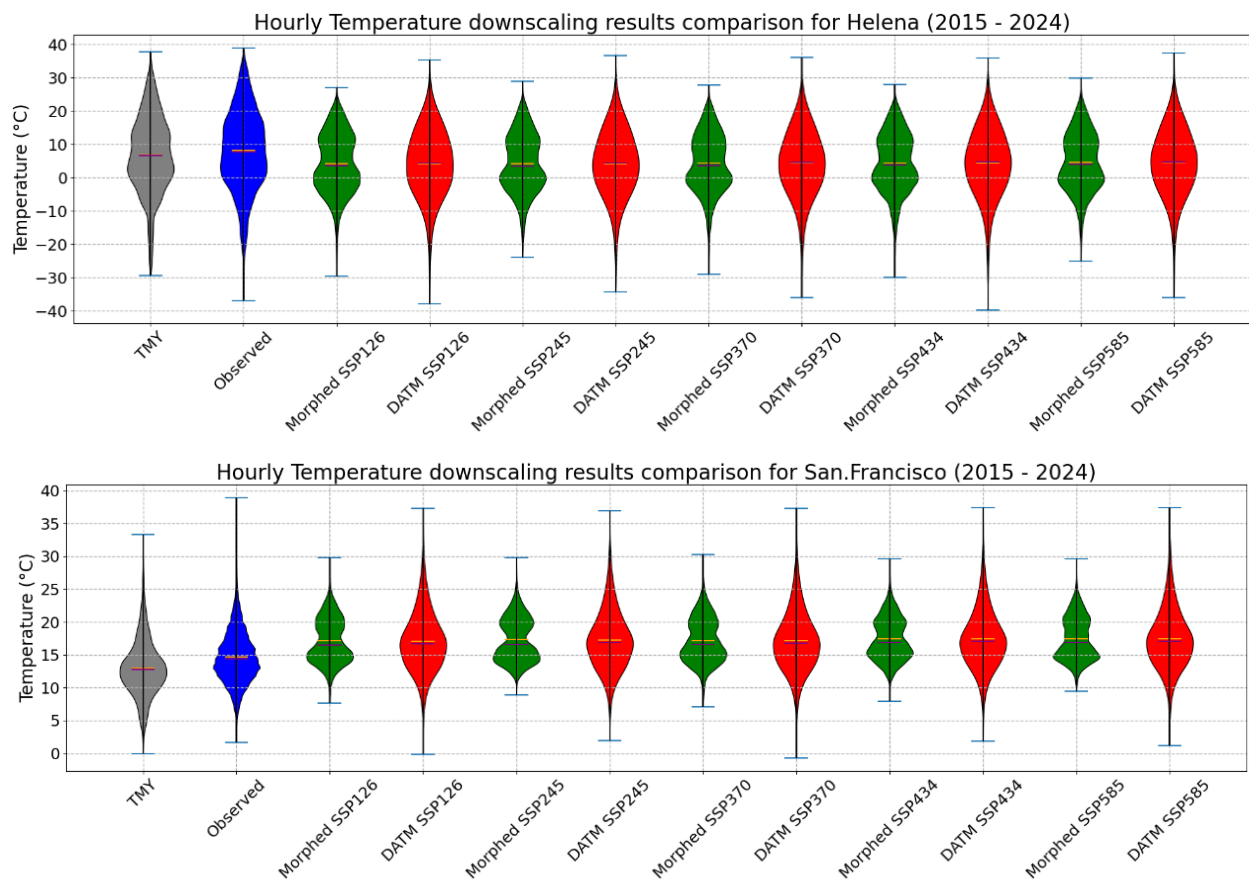 Hourly Temperature downscaling results comparison for Helena (2015 - 2024)
Temperature (°C)
40
30
20
10
0
−10
−20
−30
−40
TMY
Observed
Morphed SSP126
DATM SSP126
Morphed SSP245
DATM SSP245
Morphed SSP370
DATM SSP370
Morphed SSP434
DATM SSP434
Morphed SSP585
DATM SSP585
Hourly Temperature downscaling results comparison for San.Francisco (2015 - 2024)
Temperature (°C)
40
35
30
25
20
15
10
5
0
TMY
Observed
Morphed SSP126
DATM SSP126
Morphed SSP245
DATM SSP245
Morphed SSP370
DATM SSP370
Morphed SSP434
DATM SSP434
Morphed SSP585
DATM SSP585